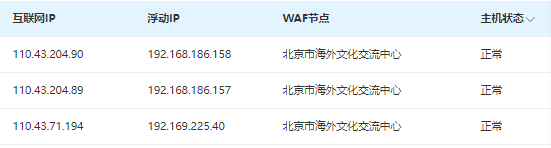 互联网IP 浮动IP WAF节点 主机状态
110.43.204.90 192.168.186.158 北京市海外文化交流中心 正常
110.43.204.89 192.168.186.157 北京市海外文化交流中心 正常
110.43.71.194 192.169.225.40 北京市海外文化交流中心 正常